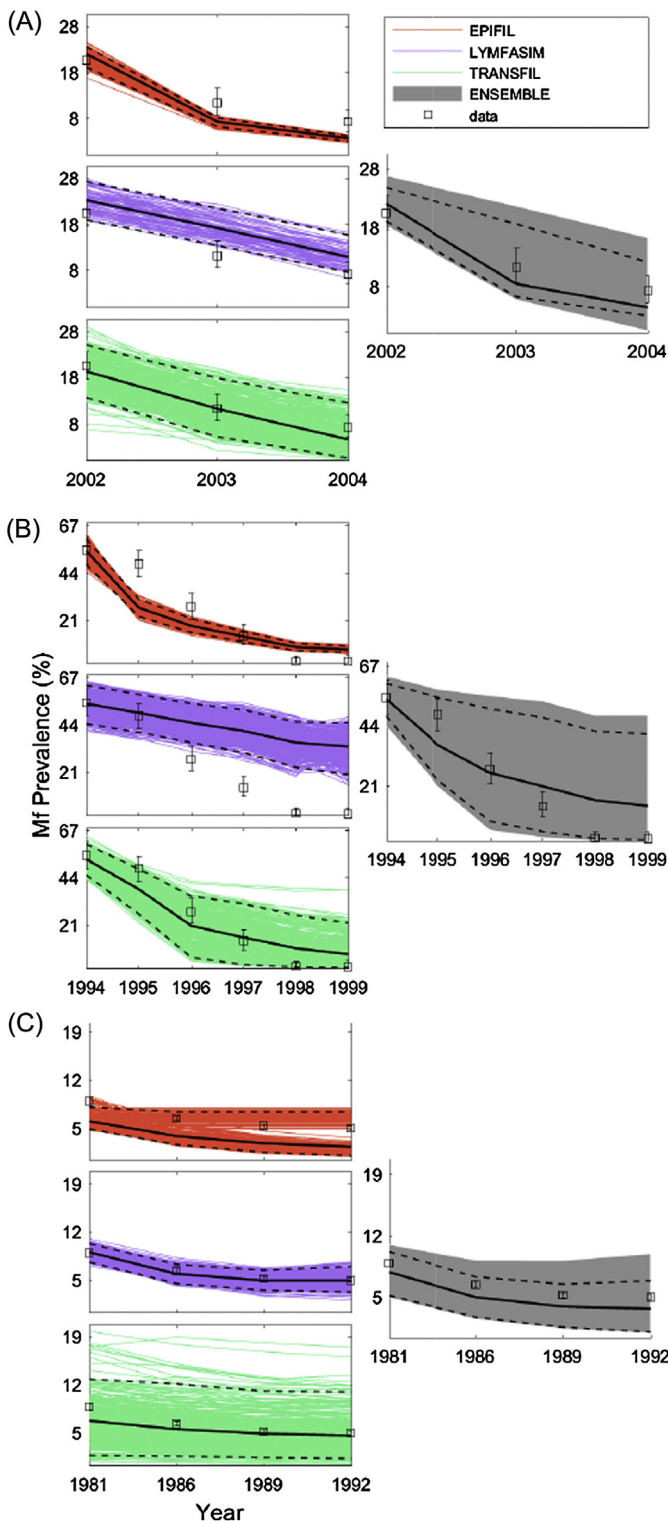 (A)
28
18
8
28
18
8
28
18
8
2002 2003 2004
EPIFIL
LYMFASIM
TRANSFIL
ENSEMBLE
data
28
18
8
2002 2003 2004
(B)
Mf Prevalence (%)
67
44
21
67
44
21
67
44
21
1994 1995 1996 1997 1998 1999
67
44
21
1994 1995 1996 1997 1998 1999
(C)
19
12
5
19
12
5
19
12
5
1981 1986 1989 1992
Year
19
12
5
1981 1986 1989 1992